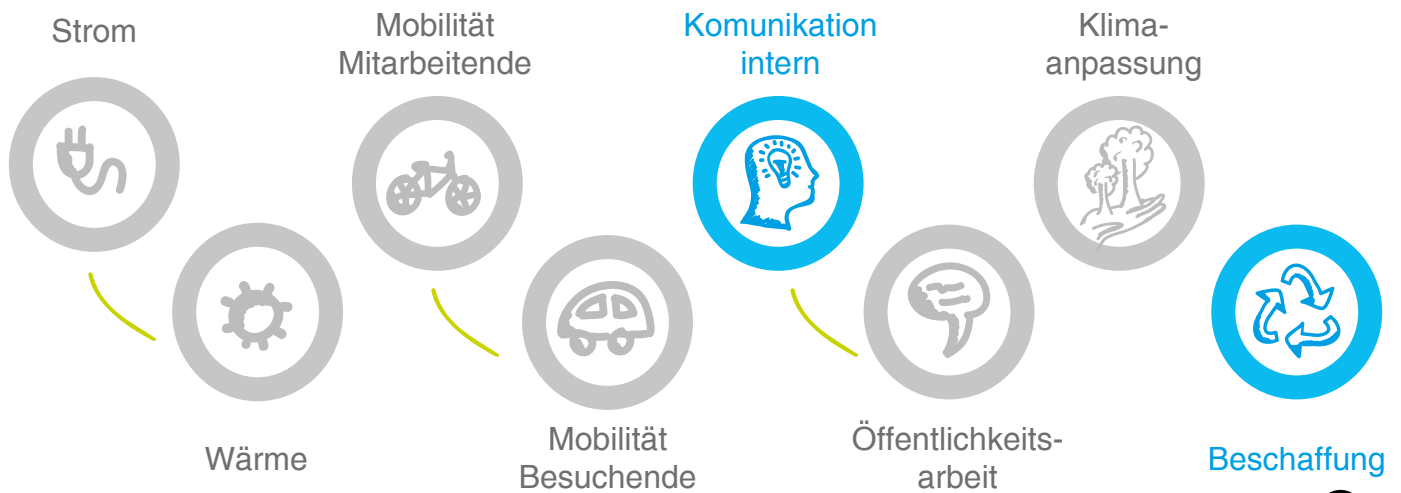 Strom
Mobilität
Mitarbeitende
Komunikation
intern
Klima-
anpassung
Wärme
Mobilität
Besuchende
Öffentlichkeits-
arbeit
Beschaffung